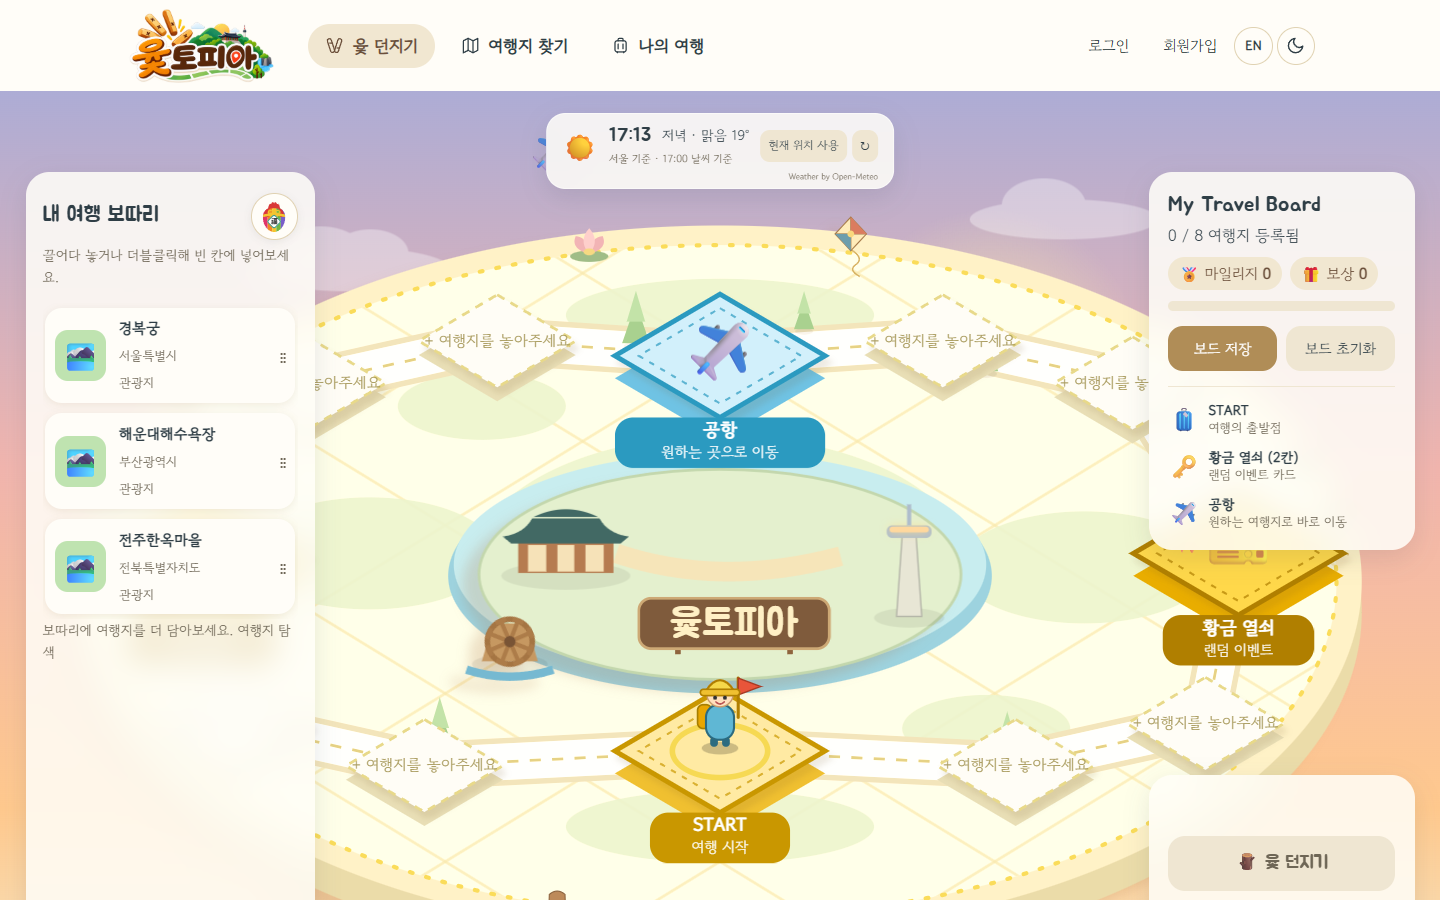 윷토피아
윷 던지기
여행지 찾기
나의 여행
로그인
회원가입
EN
17:13 저녁 · 맑음 19°
서울 기준 · 17:00 날씨 기준
현재 위치 사용
↻
Weather by Open-Meteo
내 여행 보따리
끌어다 놓거나 더블클릭해 빈 칸에 넣어보세
요.
경복궁
서울특별시
관광지
해운대해수욕장
부산광역시
관광지
전주한옥마을
전북특별자치도
관광지
보따리에 여행지를 더 담아보세요. 여행지 탐
색
+ 여행지를 놓아주세요
+ 여행지를 놓아주세요
놓아주세요
+ 여행지를 놓
공항
원하는 곳으로 이동
윷토피아
황금 열쇠
랜덤 이벤트
+ 여행지를 놓아주세요
+ 여행지를 놓아주세요
+ 여행지를 놓아주세요
START
여행 시작
My Travel Board
0 / 8 여행지 등록됨
마일리지 0
보상 0
보드 저장
보드 초기화
START
여행의 출발점
황금 열쇠 (2칸)
랜덤 이벤트 카드
공항
원하는 여행지로 바로 이동
윷 던지기